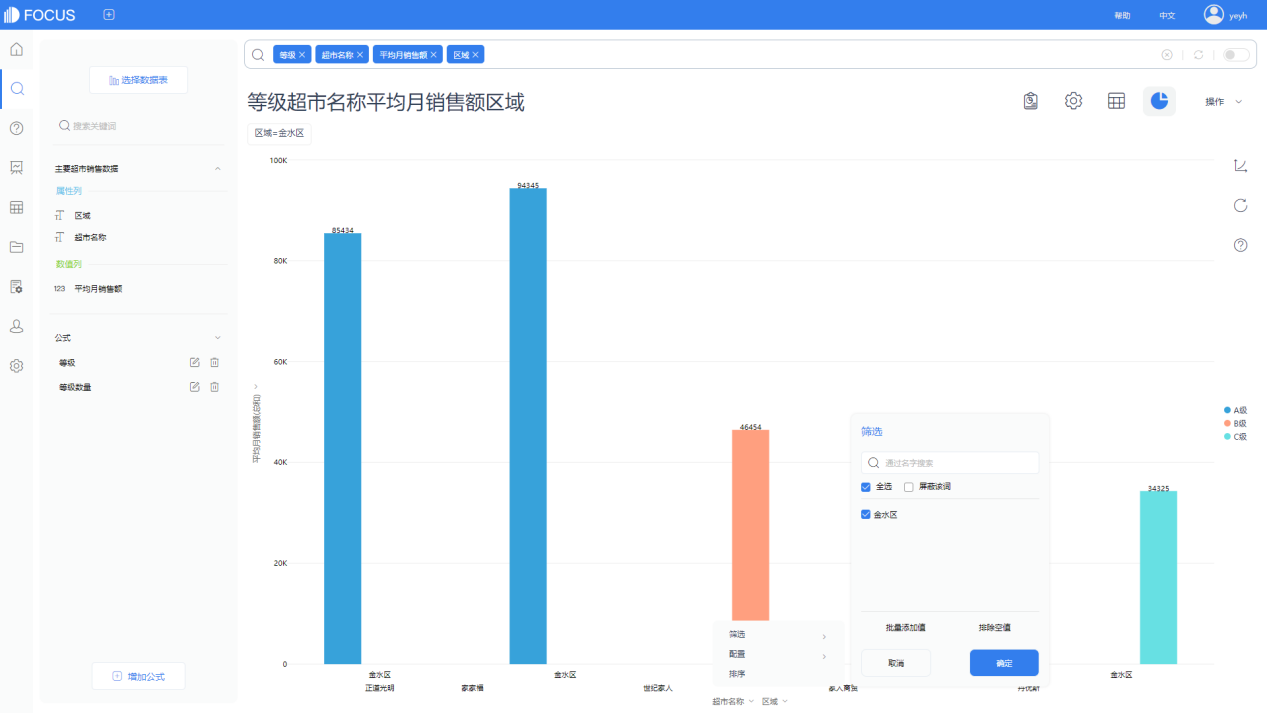 FOCUS
帮助 中文 yeyh
选择数据表
搜索关键词
主要超市销售数据
属性列
区域
超市名称
数值列
123 平均月销售额
公式
等级
等级数量
增加公式
等级 × 超市名称 × 平均月销售额 × 区域 ×
等级超市名称平均月销售额区域
操作
区域=金水区
100K
80K
60K
40K
20K
0
平均月销售额(总和)
85434
94345
46454
34325
A级
B级
C级
金水区 金水区 金水区
正道光明 家家福 世纪家人 丹优斯
超市名称 区域
筛选
配置
排序
筛选
通过名字搜索
全选 屏蔽该词
金水区
批量添加值 排除空值
取消 确定